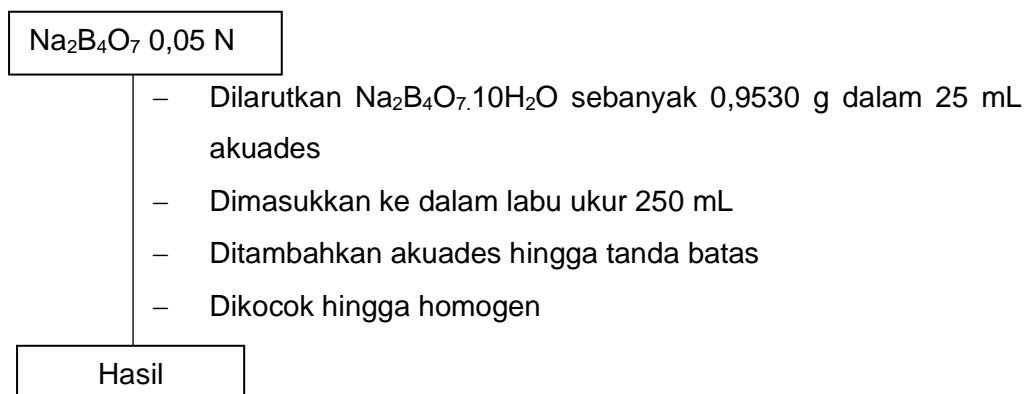 Na₂B₄O₇ 0,05 N
– Dilarutkan Na₂B₄O₇.10H₂O sebanyak 0,9530 g dalam 25 mL
akuades
– Dimasukkan ke dalam labu ukur 250 mL
– Ditambahkan akuades hingga tanda batas
– Dikocok hingga homogen
Hasil